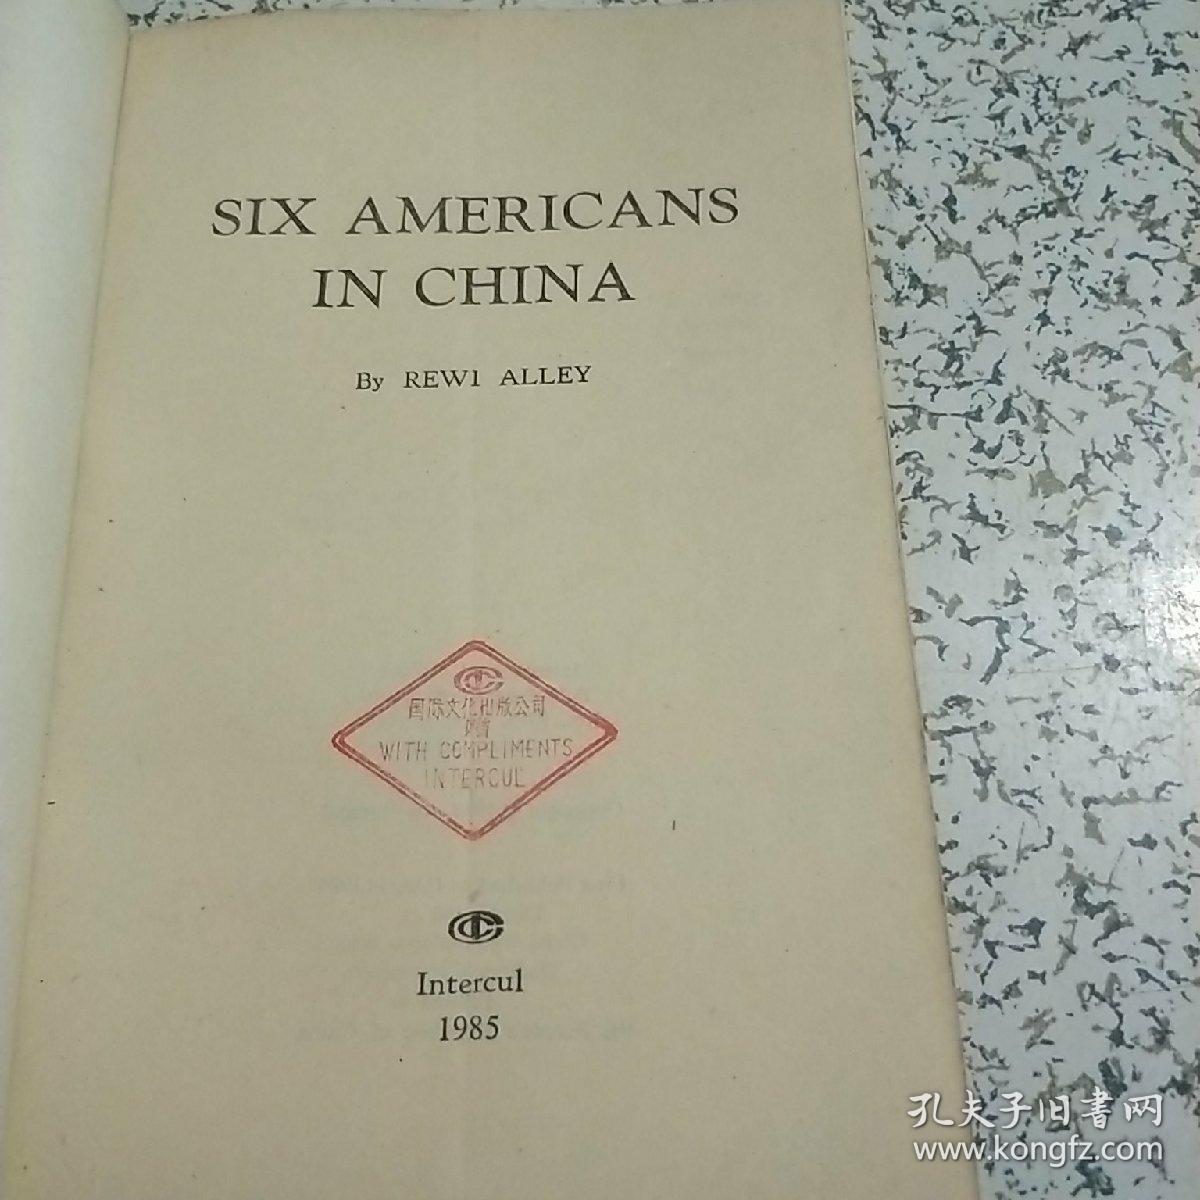 SIX AMERICANS
IN CHINA
By REWI ALLEY
国际文化出版公司
WITH COMPLIMENTS
INTERCUL
Intercul
1985
孔夫子旧书网
www.kongfz.com